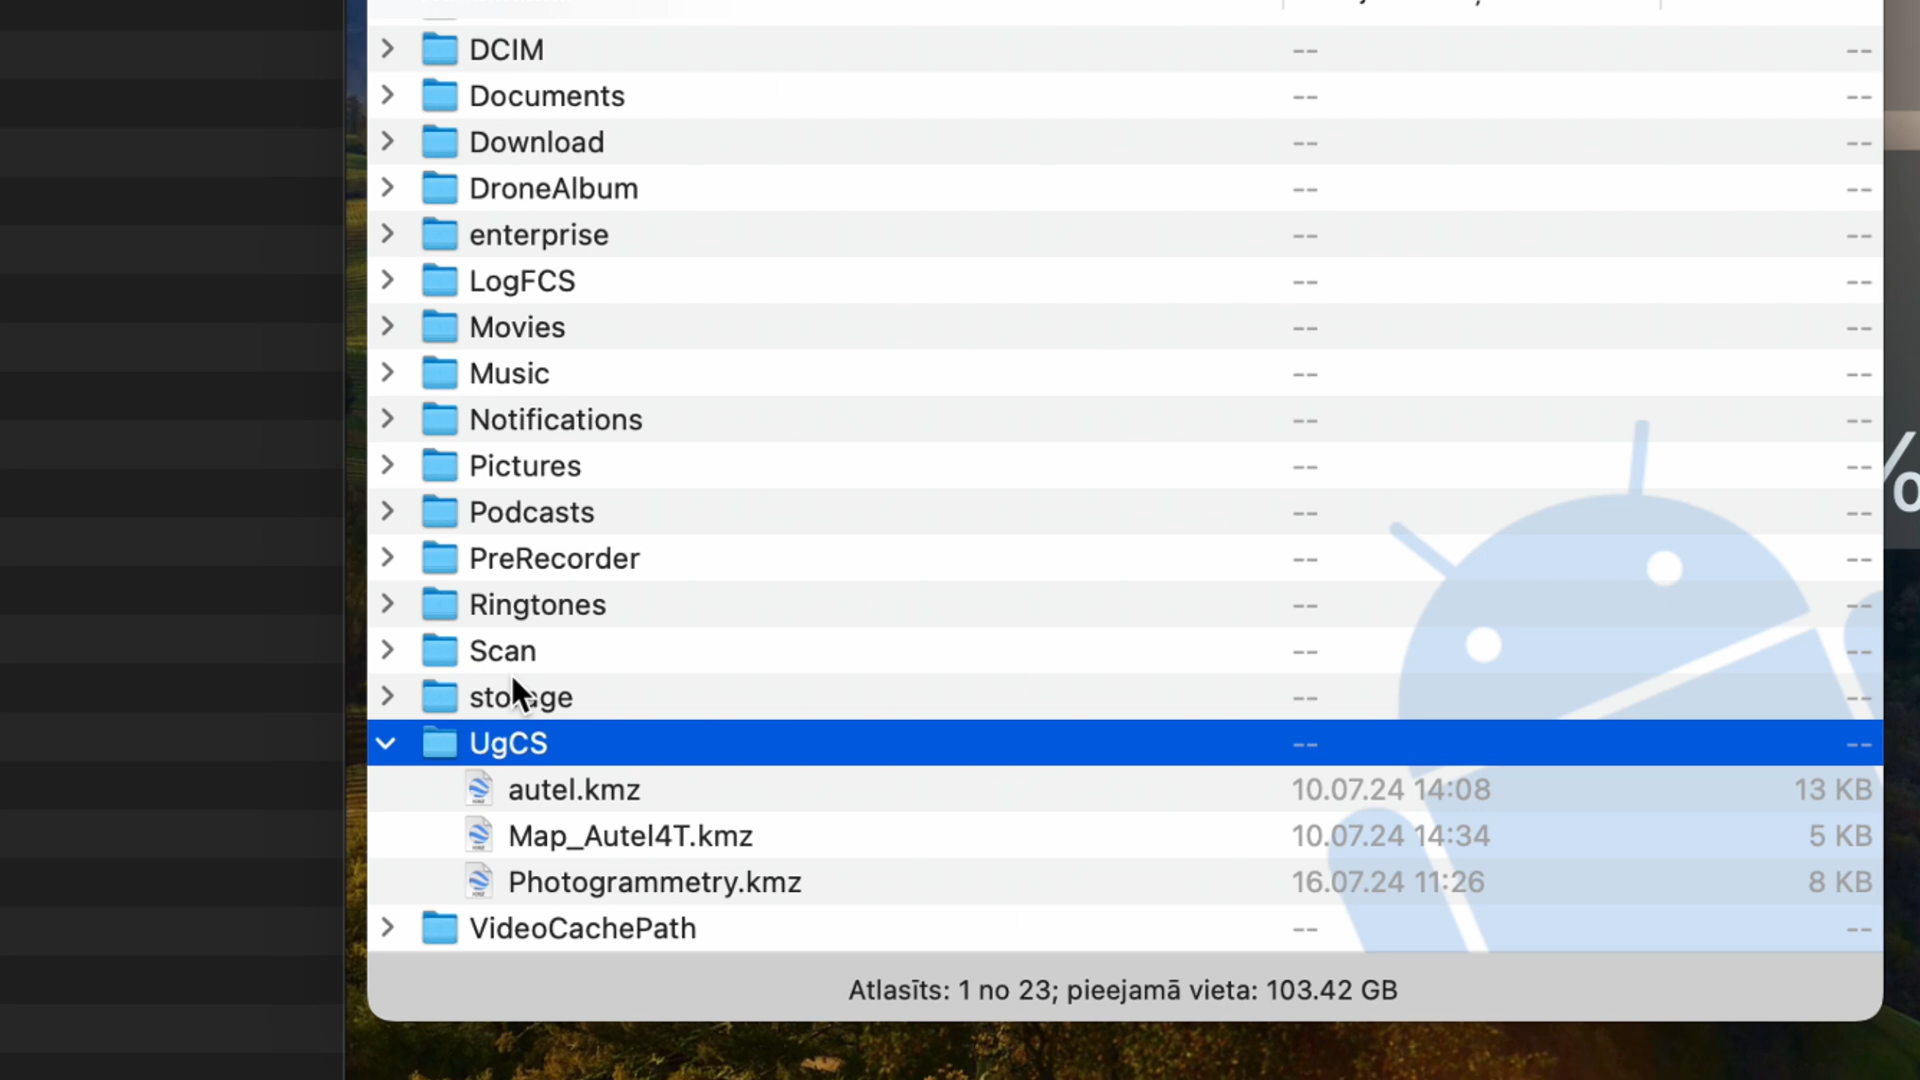 DCIM -- --
Documents -- --
Download -- --
DroneAlbum -- --
enterprise -- --
LogFCS -- --
Movies -- --
Music -- --
Notifications -- --
Pictures -- --
Podcasts -- --
PreRecorder -- --
Ringtones -- --
Scan -- --
storage -- --
UgCS -- --
autel.kmz 10.07.24 14:08 13 KB
Map_Autel4T.kmz 10.07.24 14:34 5 KB
Photogrammetry.kmz 16.07.24 11:26 8 KB
VideoCachePath -- --
Atlasīts: 1 no 23; pieejamā vieta: 103.42 GB
%